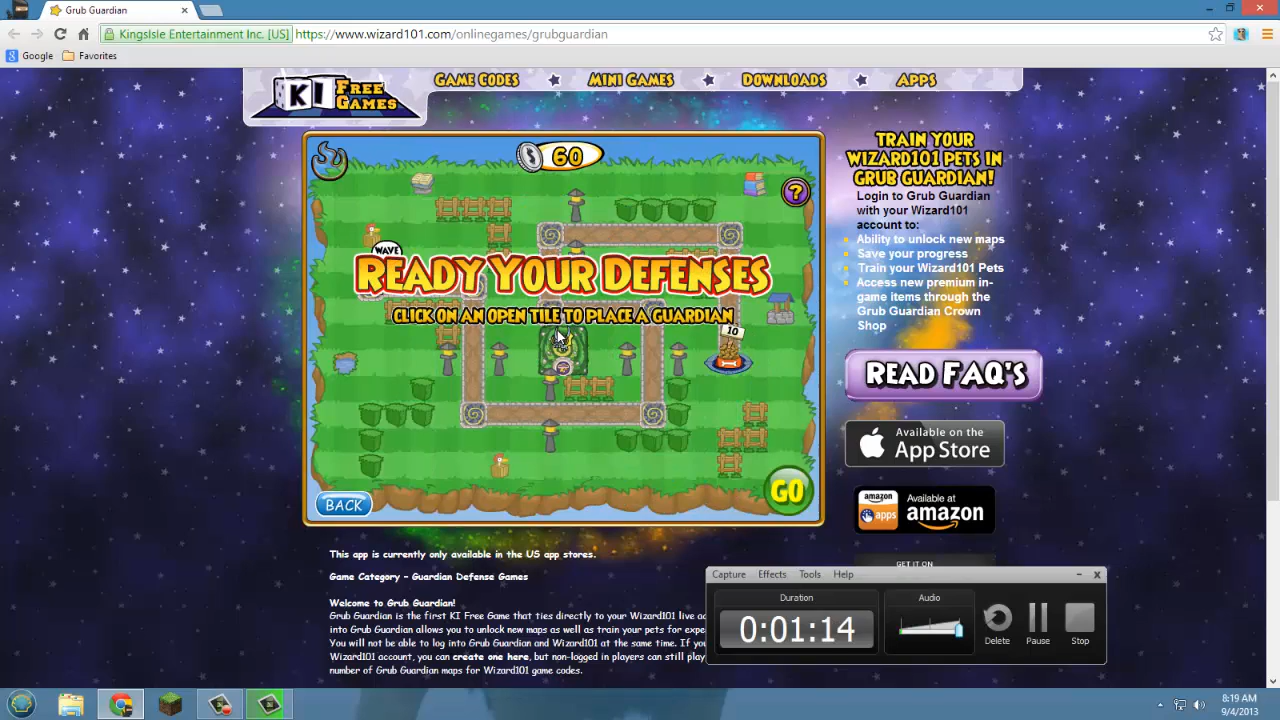 Grub Guardian
KingsIsle Entertainment Inc. [US] https://www.wizard101.com/onlinegames/grubguardian
Google Favorites
KI FREE GAMES
GAME CODES MINI GAMES DOWNLOADS APPS
60
?
WAVE
READY YOUR DEFENSES
CLICK ON AN OPEN TILE TO PLACE A GUARDIAN
10
BACK
GO
TRAIN YOUR
WIZARD101 PETS IN
GRUB GUARDIAN!
Login to Grub Guardian
with your Wizard101
account to:
Ability to unlock new maps
Save your progress
Train your Wizard101 Pets
Access new premium in-
game items through the
Grub Guardian Crown
Shop
READ FAQ'S
Available on the
App Store
amazon
apps
Available at
amazon
GET IT ON
This app is currently only available in the US app stores.
Game Category - Guardian Defense Games
Welcome to Grub Guardian!
Grub Guardian is the first KI Free Game that ties directly to your Wizard101 live ac
into Grub Guardian allows you to unlock new maps as well as train your pets for expe
You will not be able to log into Grub Guardian and Wizard101 at the same time. If you
Wizard101 account, you can create one here, but non-logged in players can still play
number of Grub Guardian maps for Wizard101 game codes.
Capture Effects Tools Help
Duration
0:01:14
Audio
Delete Pause Stop
8:19 AM
9/4/2013